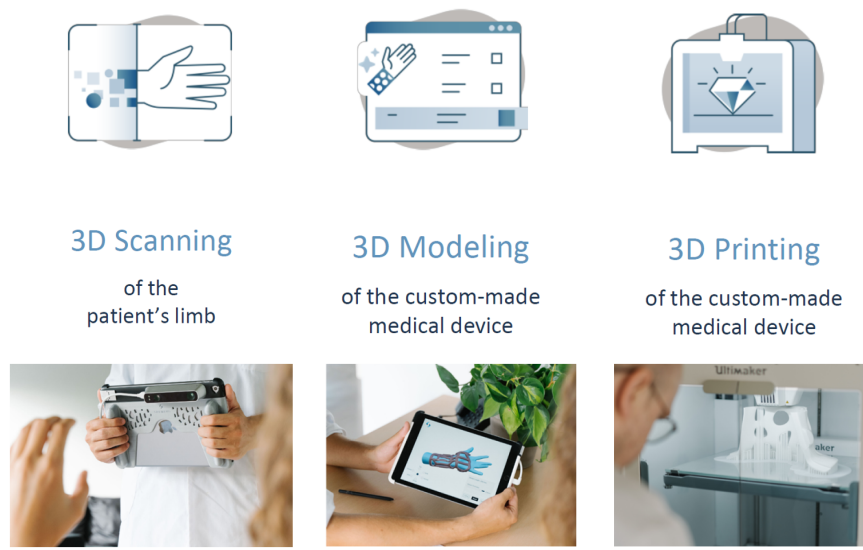 3D Scanning
of the
patient's limb
3D Modeling
of the custom-made
medical device
3D Printing
of the custom-made
medical device
Ultimaker
aker